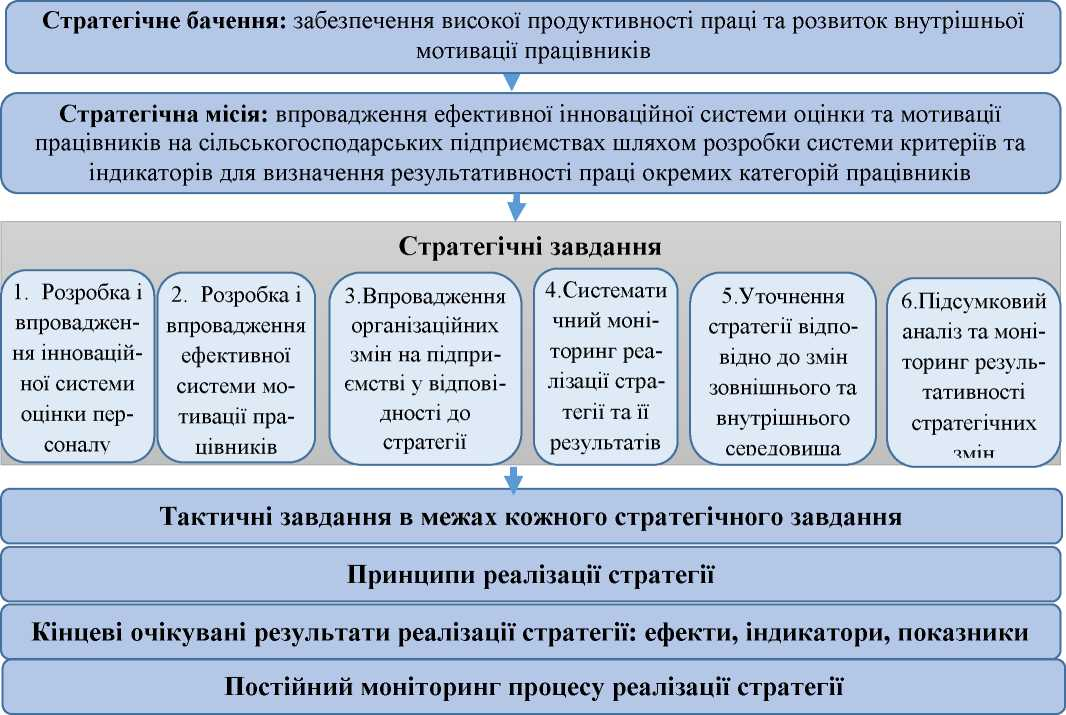 Стратегічне бачення: забезпечення високої продуктивності праці та розвиток внутрішньої
мотивації працівників
Стратегічна місія: впровадження ефективної інноваційної системи оцінки та мотивації
працівників на сільськогосподарських підприємствах шляхом розробки системи критеріїв та
індикаторів для визначення результативності праці окремих категорій працівників
Стратегічні завдання
1. Розробка і
впроваджен-
ня інновацій-
ної системи
оцінки пер-
соналу
2. Розробка і
впровадження
ефективної
системи мо-
тивації пра-
цівників
3.Впровадження
організаційних
змін на підпри-
ємстві у відпові-
дності до
стратегії
4.Системати
чний моні-
торинг реа-
лізації стра-
тегії та її
результатів
5.Уточнення
стратегії відпо-
відно до змін
зовнішнього та
внутрішнього
середовища
6.Підсумковий
аналіз та моні-
торинг резуль-
тативності
стратегічних
змін
Тактичні завдання в межах кожного стратегічного завдання
Принципи реалізації стратегії
Кінцеві очікувані результати реалізації стратегії: ефекти, індикатори, показники
Постійний моніторинг процесу реалізації стратегії